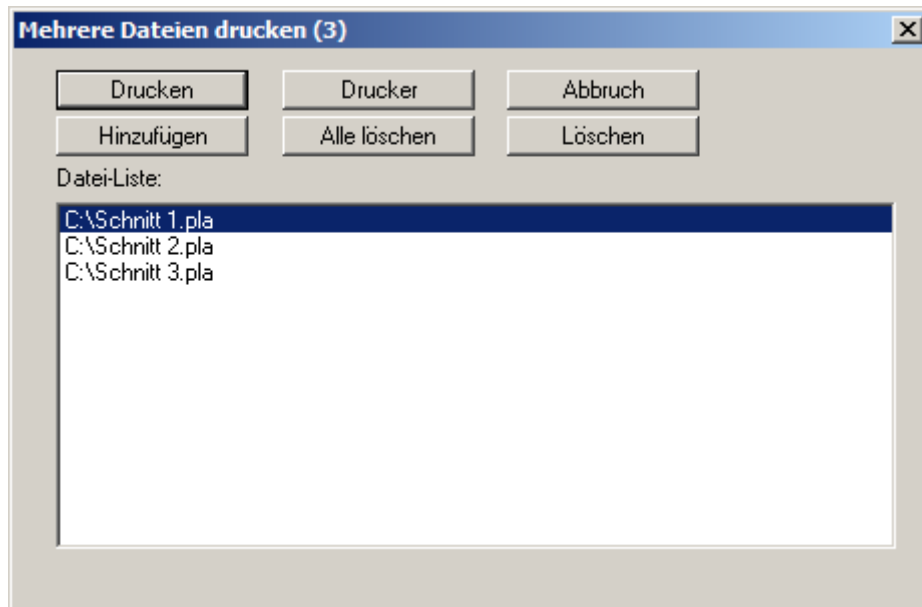 Mehrere Dateien drucken (3)
Drucken Drucker Abbruch
Hinzufügen Alle löschen Löschen
Datei-Liste:
C:\Schnitt 1.pla
C:\Schnitt 2.pla
C:\Schnitt 3.pla